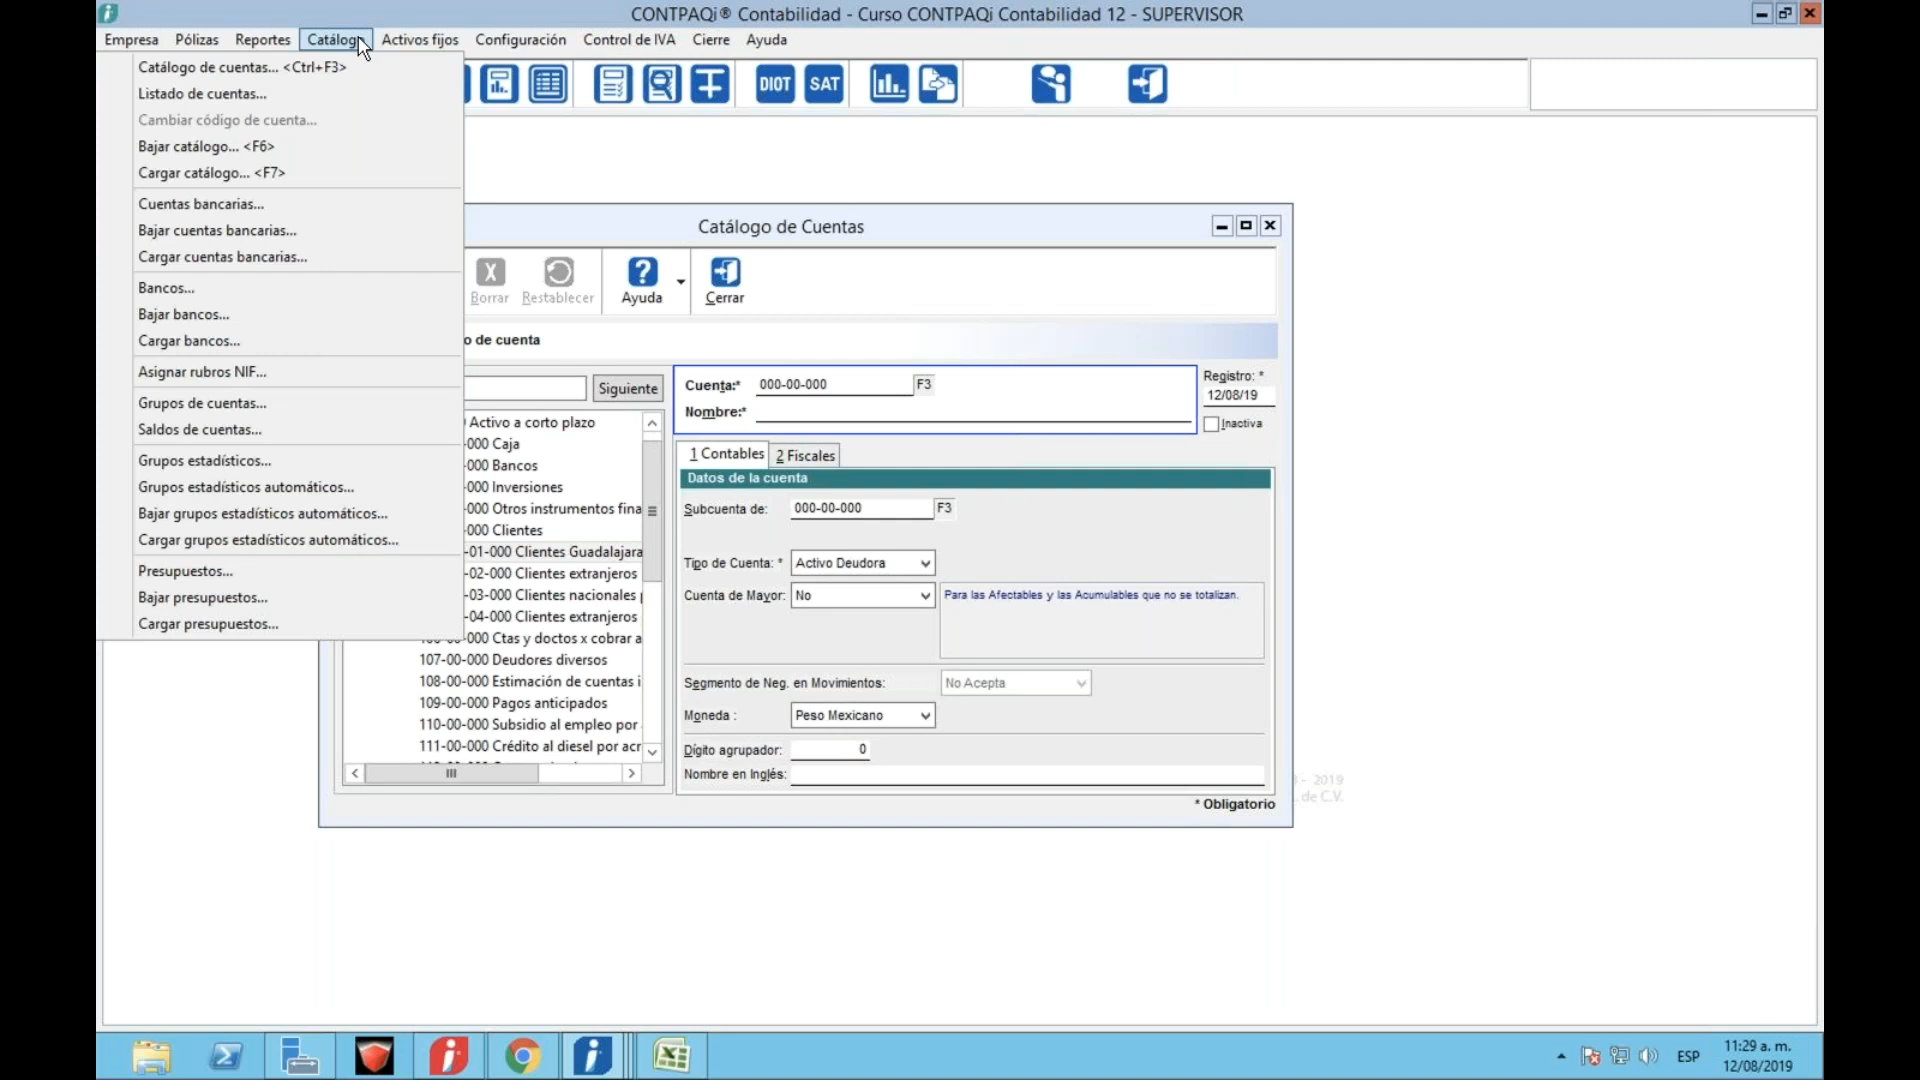 CONTPAQi® Contabilidad - Curso CONTPAQi Contabilidad 12 - SUPERVISOR
Empresa Pólizas Reportes Catálogo Activos fijos Configuración Control de IVA Cierre Ayuda
Catálogo de cuentas... <Ctrl+F3>
Listado de cuentas...
Cambiar código de cuenta...
Bajar catálogo... <F6>
Cargar catálogo... <F7>
Cuentas bancarias...
Bajar cuentas bancarias...
Cargar cuentas bancarias...
Bancos...
Bajar bancos...
Cargar bancos...
Asignar rubros NIF...
Grupos de cuentas...
Saldos de cuentas...
Grupos estadísticos...
Grupos estadísticos automáticos...
Bajar grupos estadísticos automáticos...
Cargar grupos estadísticos automáticos...
Presupuestos...
Bajar presupuestos...
Cargar presupuestos...
DIOT SAT
Catálogo de Cuentas
Borrar Restablecer Ayuda Cerrar
o de cuenta
Siguiente
Activo a corto plazo
-000 Caja
-000 Bancos
-000 Inversiones
-000 Otros instrumentos fina
-000 Clientes
-01-000 Clientes Guadalajara
-02-000 Clientes extranjeros
-03-000 Clientes nacionales
-04-000 Clientes extranjeros
-000 Ctas y doctos x cobrar a
107-00-000 Deudores diversos
108-00-000 Estimación de cuentas i
109-00-000 Pagos anticipados
110-00-000 Subsidio al empleo por
111-00-000 Crédito al diesel por acr
Cuenta:* 000-00-000 F3
Nombre:*
Registro: *
12/08/19
Inactiva
1 Contables 2 Fiscales
Datos de la cuenta
Subcuenta de: 000-00-000 F3
Tipo de Cuenta: * Activo Deudora
Cuenta de Mayor: No
Para las Afectables y las Acumulables que no se totalizan.
Segmento de Neg. en Movimientos: No Acepta
Moneda : Peso Mexicano
Dígito agrupador: 0
Nombre en Inglés:
* Obligatorio
- 2019
de C.V.
ESP
11:29 a. m.
12/08/2019